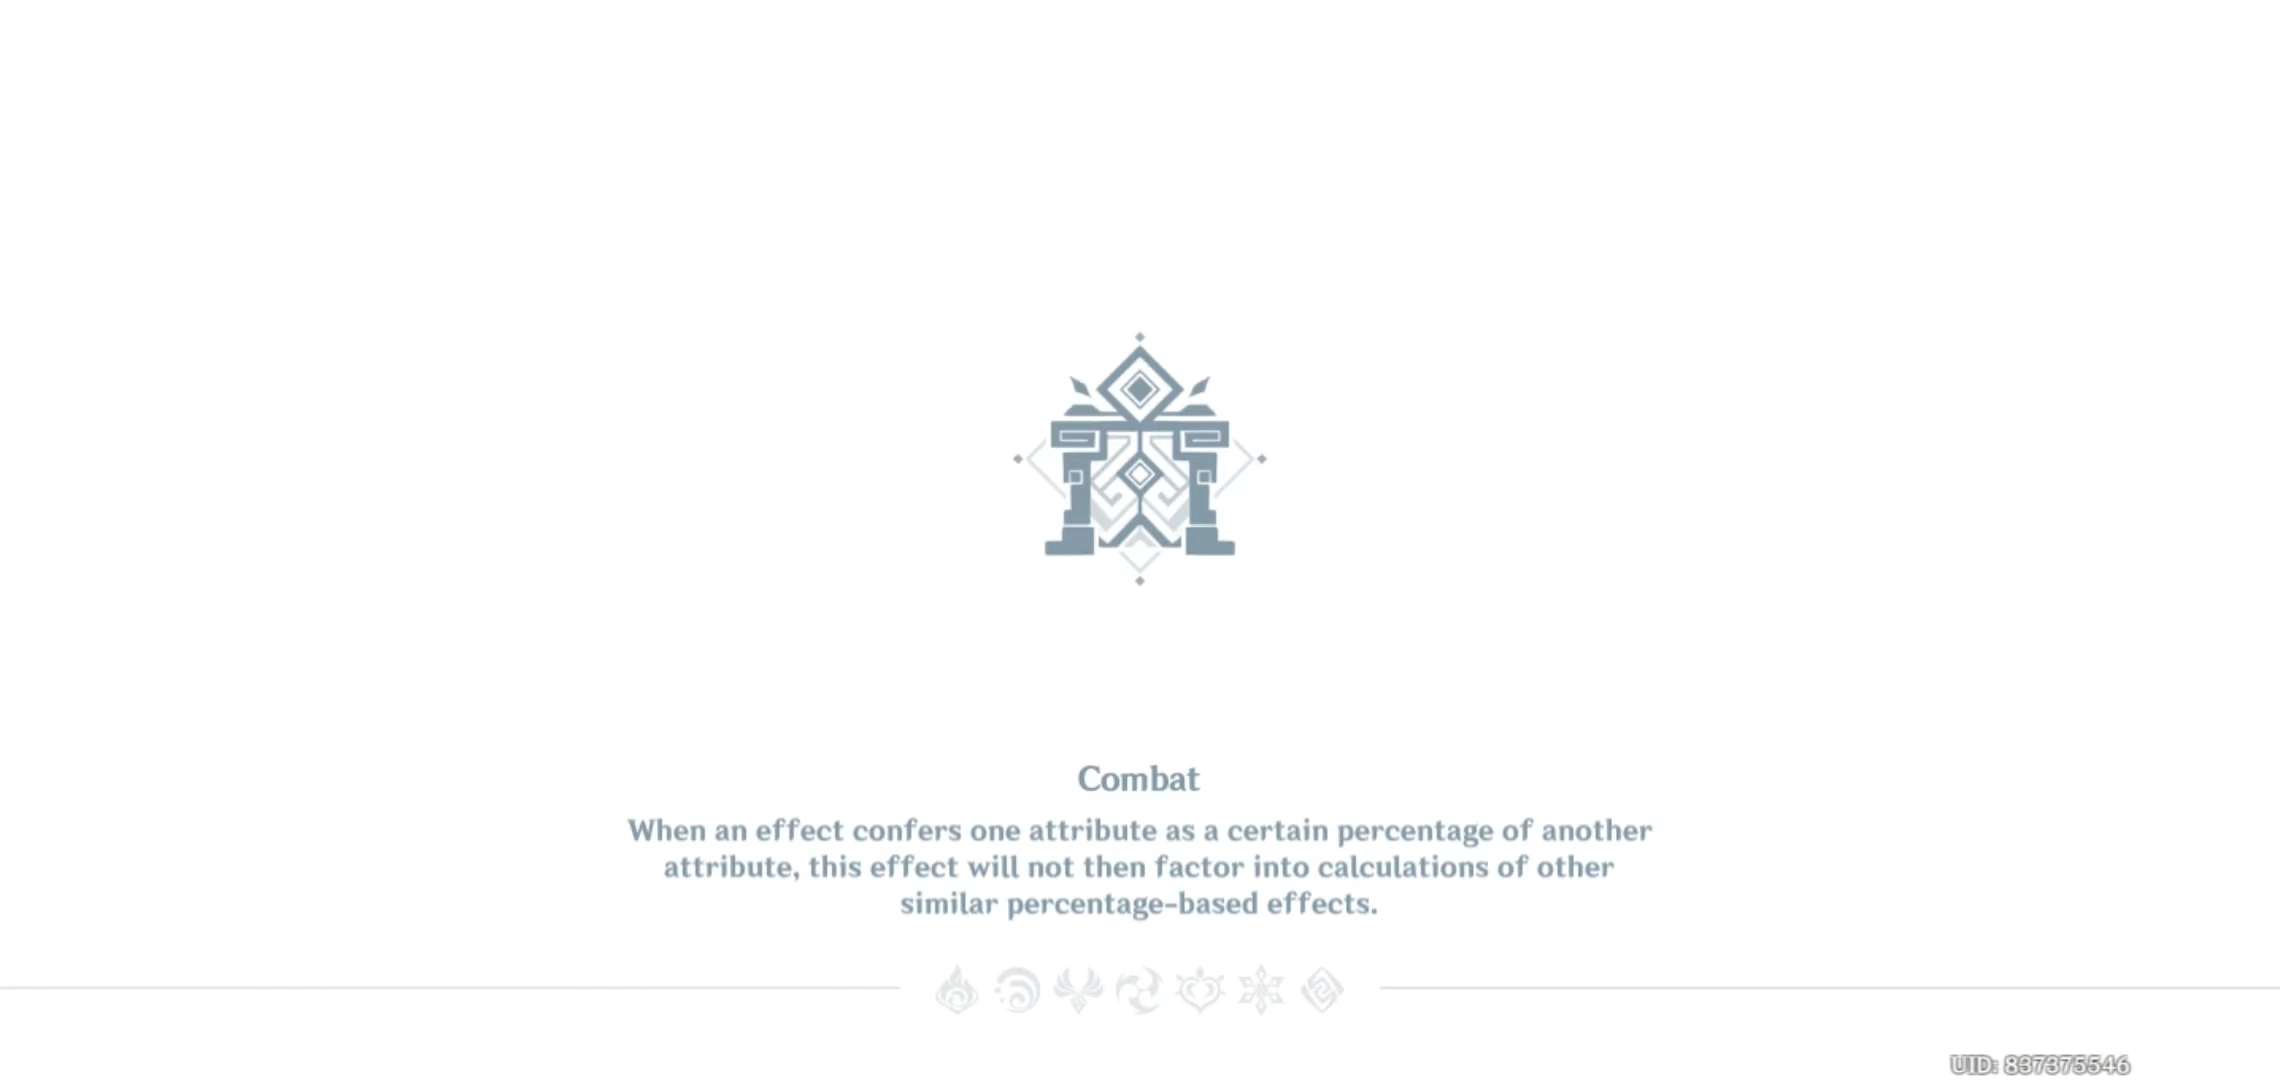 Combat
When an effect confers one attribute as a certain percentage of another
attribute, this effect will not then factor into calculations of other
similar percentage-based effects.
UID: 837375546